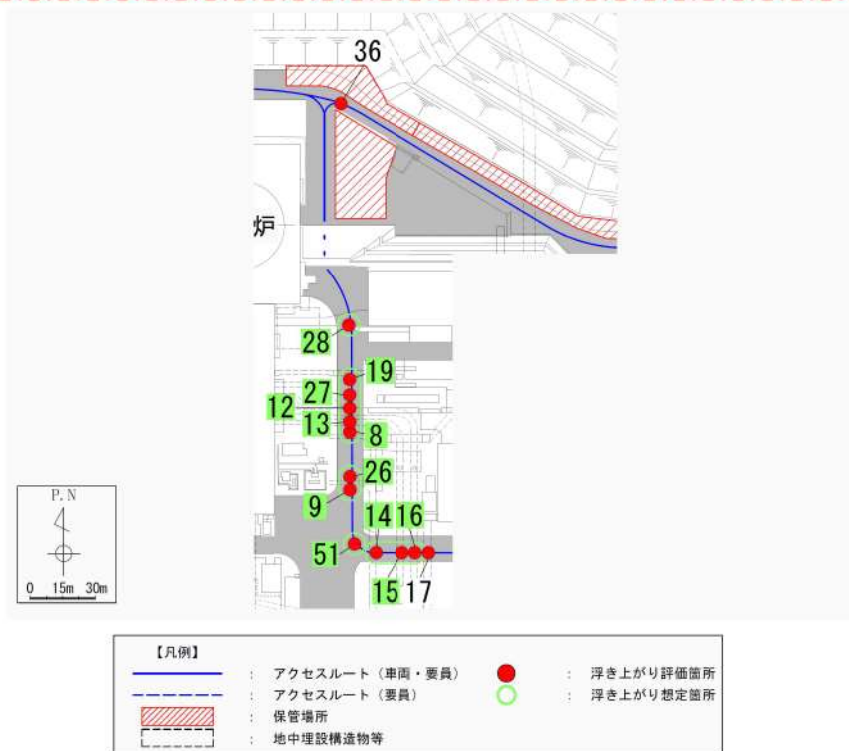 36
炉
28
19
27
12
13
8
26
9
14
16
51
15
17
P.N
0 15m 30m
【凡例】
: アクセスルート（車両・要員）
: 浮き上がり評価箇所
: アクセスルート（要員）
: 浮き上がり想定箇所
: 保管場所
: 地中埋設構造物等